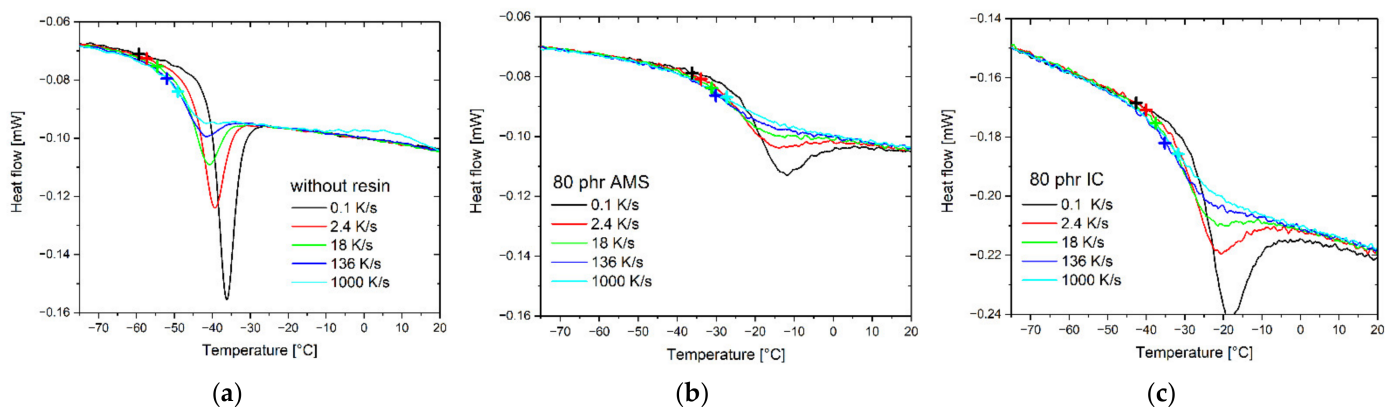 −0.06
−0.08
−0.10
−0.12
−0.14
−0.16
Heat flow [mW]
without resin
0.1 K/s
2.4 K/s
18 K/s
136 K/s
1000 K/s
−70 −60 −50 −40 −30 −20 −10 0 10 20
Temperature [°C]
(a)
−0.06
−0.08
−0.10
−0.12
−0.14
−0.16
Heat flow [mW]
80 phr AMS
0.1 K/s
2.4 K/s
18 K/s
136 K/s
1000 K/s
−70 −60 −50 −40 −30 −20 −10 0 10 20
Temperature [°C]
(b)
−0.14
−0.16
−0.18
−0.20
−0.22
−0.24
Heat flow [mW]
80 phr IC
0.1 K/s
2.4 K/s
18 K/s
136 K/s
1000 K/s
−70 −60 −50 −40 −30 −20 −10 0 10 20
Temperature [°C]
(c)